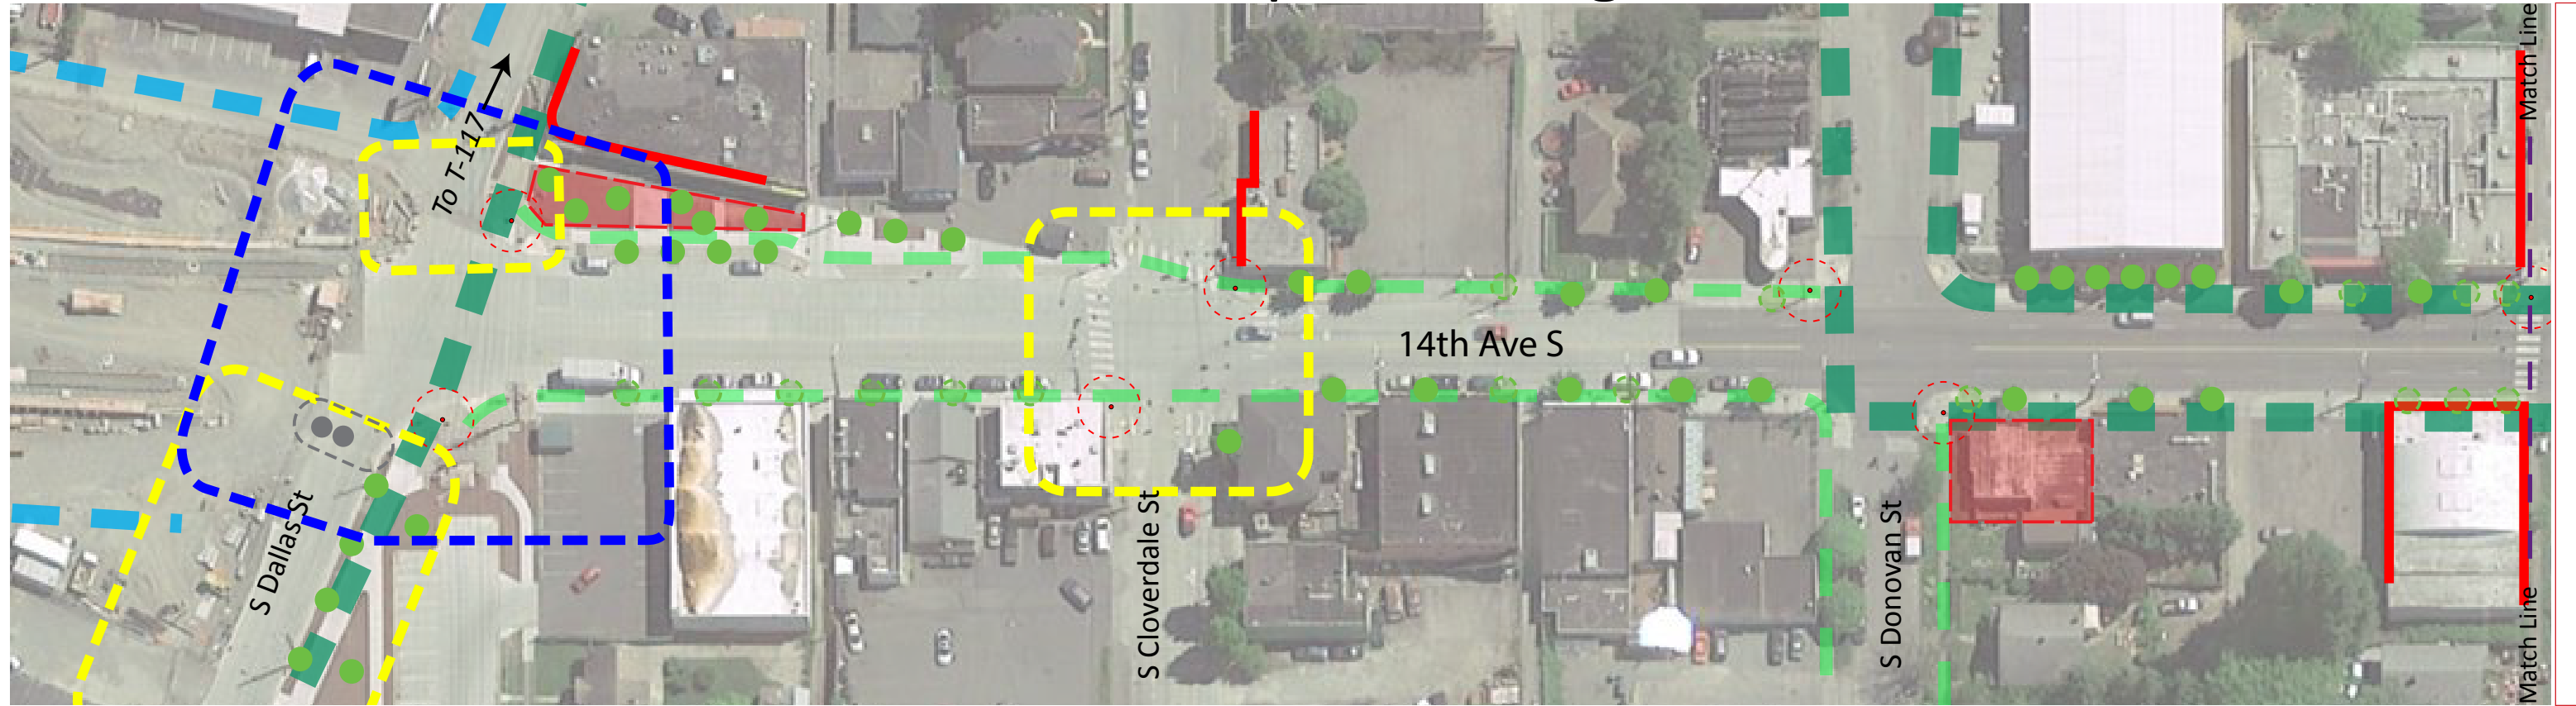 To T-117
Match Line
14th Ave S
S Dallas St
S Cloverdale St
S Donovan St
Match Line